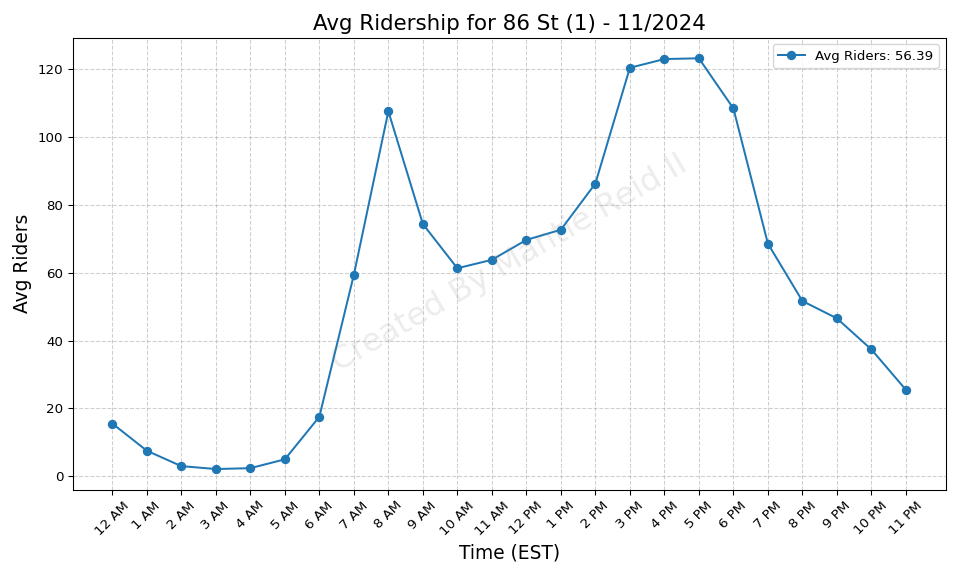 Avg Ridership for 86 St (1) - 11/2024
Avg Riders: 56.39
Avg Riders
120
100
80
60
40
20
0
Created By Mantie Reid II
12 AM
1 AM
2 AM
3 AM
4 AM
5 AM
6 AM
7 AM
8 AM
9 AM
10 AM
11 AM
12 PM
1 PM
2 PM
3 PM
4 PM
5 PM
6 PM
7 PM
8 PM
9 PM
10 PM
11 PM
Time (EST)